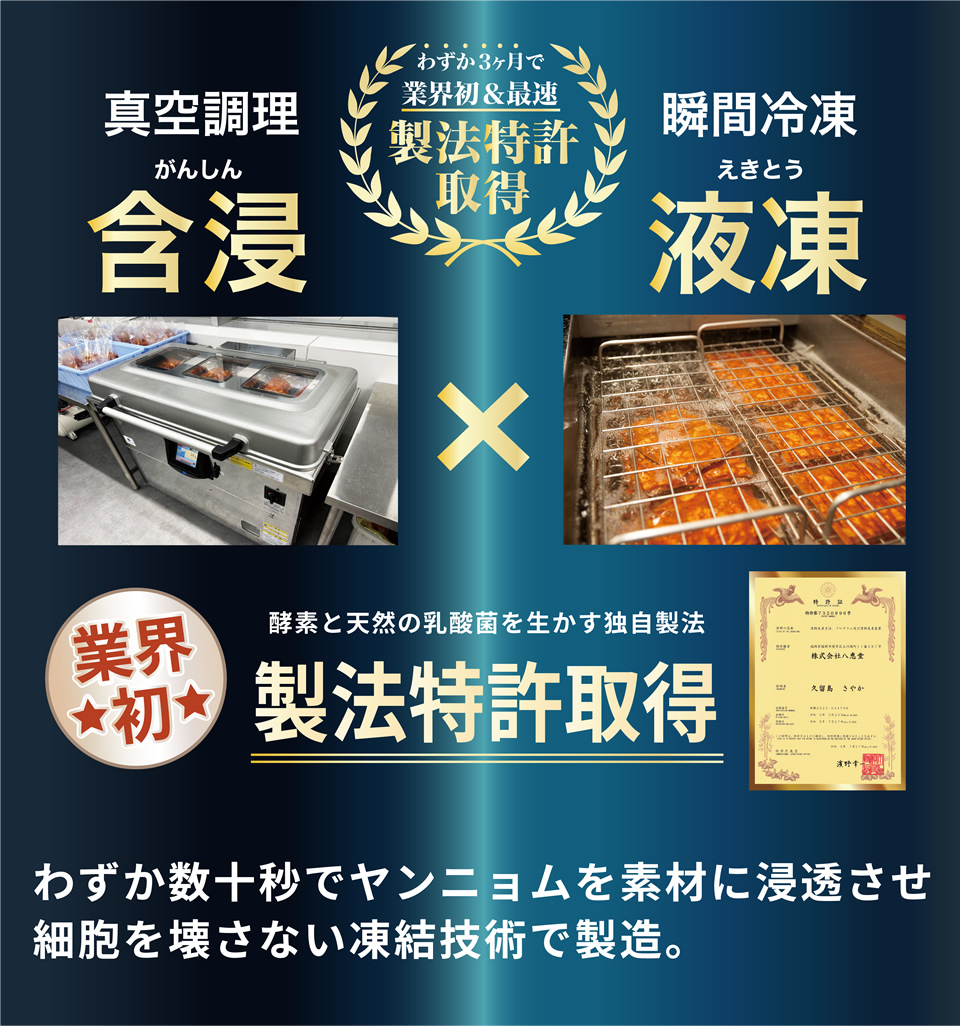 わずか3ヶ月で
業界初&最速
製法特許
取得
真空調理
がんしん
含浸
瞬間冷凍
えきとう
液凍
×
業界
★初★
酵素と天然の乳酸菌を生かす独自製法
製法特許取得
特許証
株式会社八恵堂
久留島 さやか
わずか数十秒でヤンニョムを素材に浸透させ
細胞を壊さない凍結技術で製造。